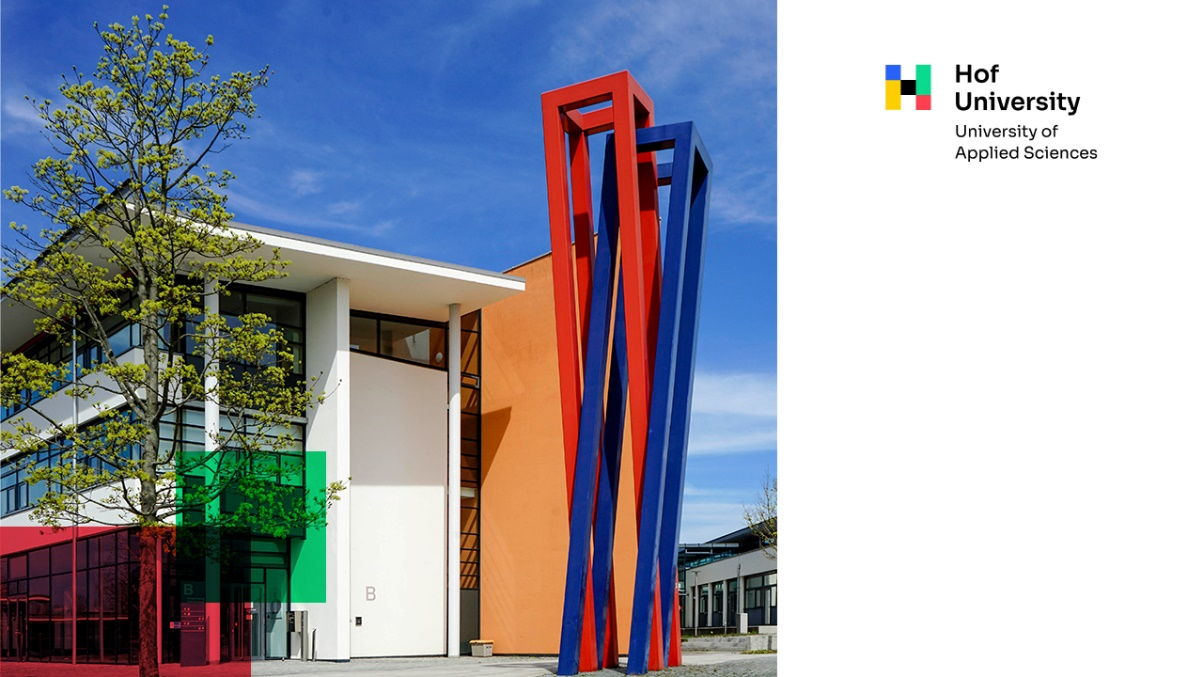 Hof
University
University of
Applied Sciences
B
B